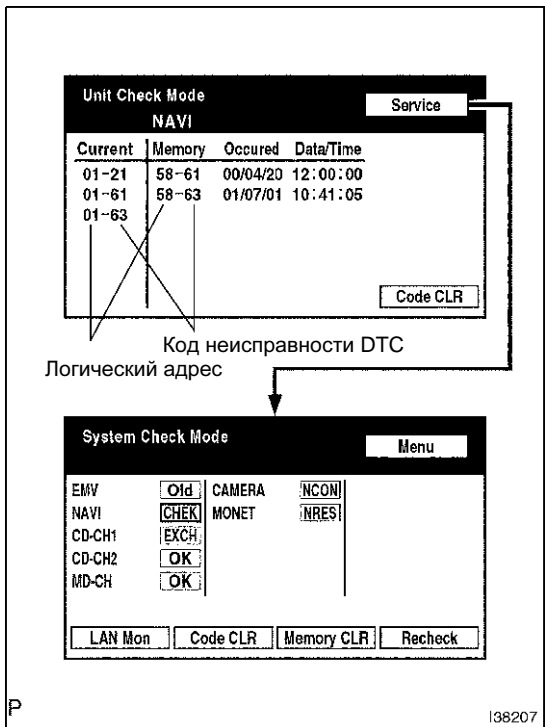 Unit Check Mode Service
NAVI
Current Memory Occured Data/Time
01-21 58-61 00/04/20 12:00:00
01-61 58-63 01/07/01 10:41:05
01-63
Code CLR
Код неисправности DTC
Логический адрес
System Check Mode Menu
EMV Old CAMERA NCON
NAVI CHEK MONET NRES
CD-CH1 EXCH
CD-CH2 OK
MD-CH OK
LAN Mon Code CLR Memory CLR Recheck
P I38207